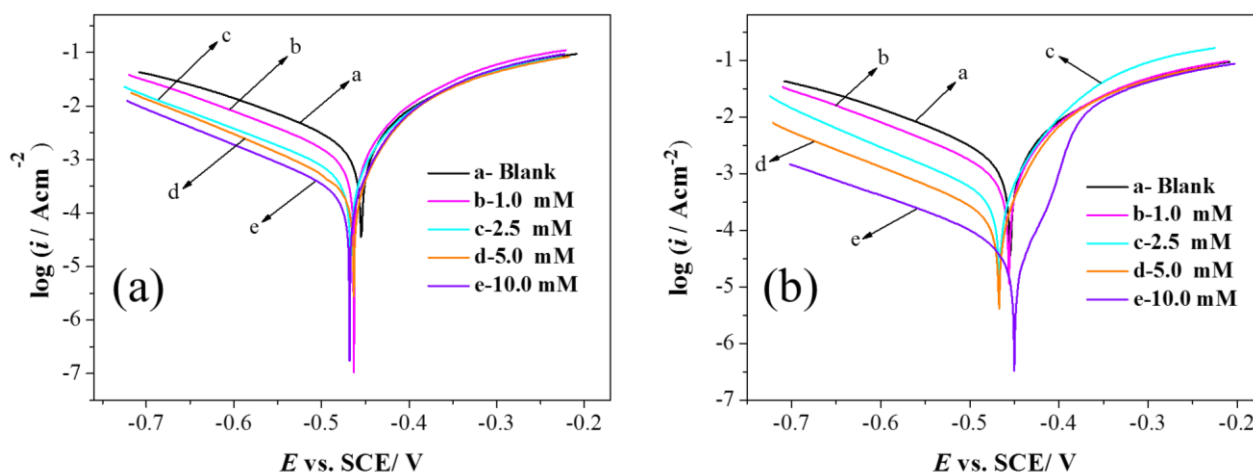 log (i / Acm⁻²)
-1
-2
-3
-4
-5
-6
-7
c
b
a
d
e
a- Blank
b-1.0 mM
c-2.5 mM
d-5.0 mM
e-10.0 mM
(a)
-0.7 -0.6 -0.5 -0.4 -0.3 -0.2
E vs. SCE/ V
log (i / Acm⁻²)
0
-1
-2
-3
-4
-5
-6
-7
b
a
c
d
e
a- Blank
b-1.0 mM
c-2.5 mM
d-5.0 mM
e-10.0 mM
(b)
-0.7 -0.6 -0.5 -0.4 -0.3 -0.2
E vs. SCE/ V